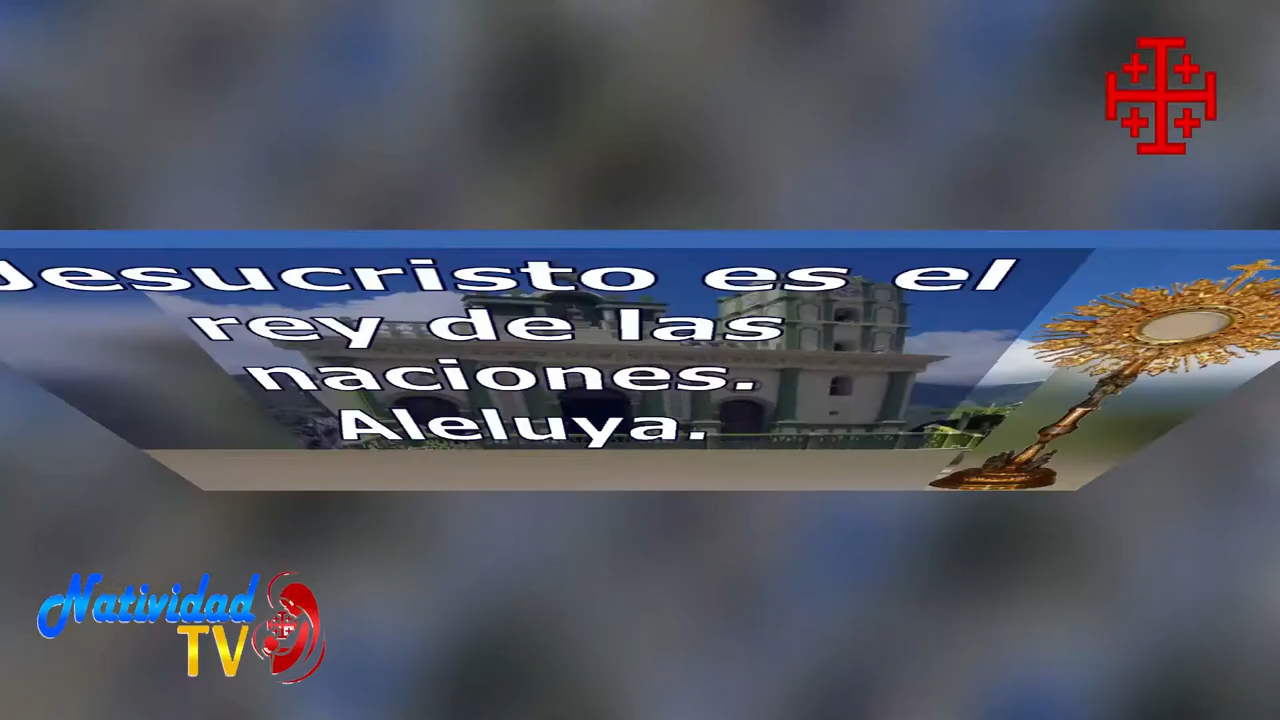 Jesucristo es el
rey de las
naciones.
Aleluya.
Natividad
TV